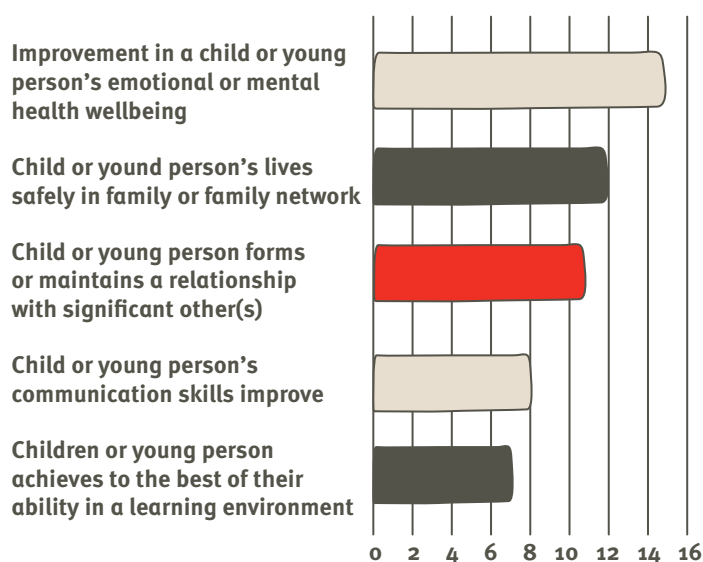 Improvement in a child or young
person's emotional or mental
health wellbeing
Child or yound person's lives
safely in family or family network
Child or young person forms
or maintains a relationship
with significant other(s)
Child or young person's
communication skills improve
Children or young person
achieves to the best of their
ability in a learning environment
0 2 4 6 8 10 12 14 16